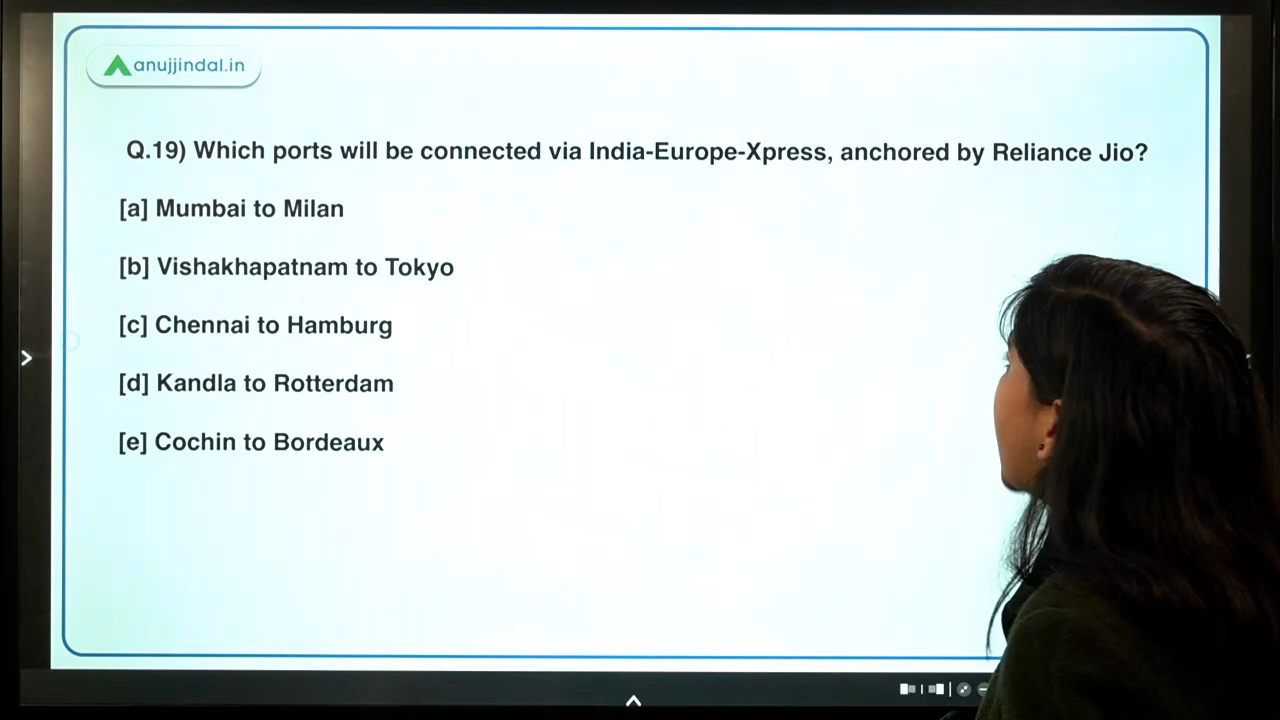 anujjindal.in
Q.19) Which ports will be connected via India-Europe-Xpress, anchored by Reliance Jio?
[a] Mumbai to Milan
[b] Vishakhapatnam to Tokyo
[c] Chennai to Hamburg
[d] Kandla to Rotterdam
[e] Cochin to Bordeaux